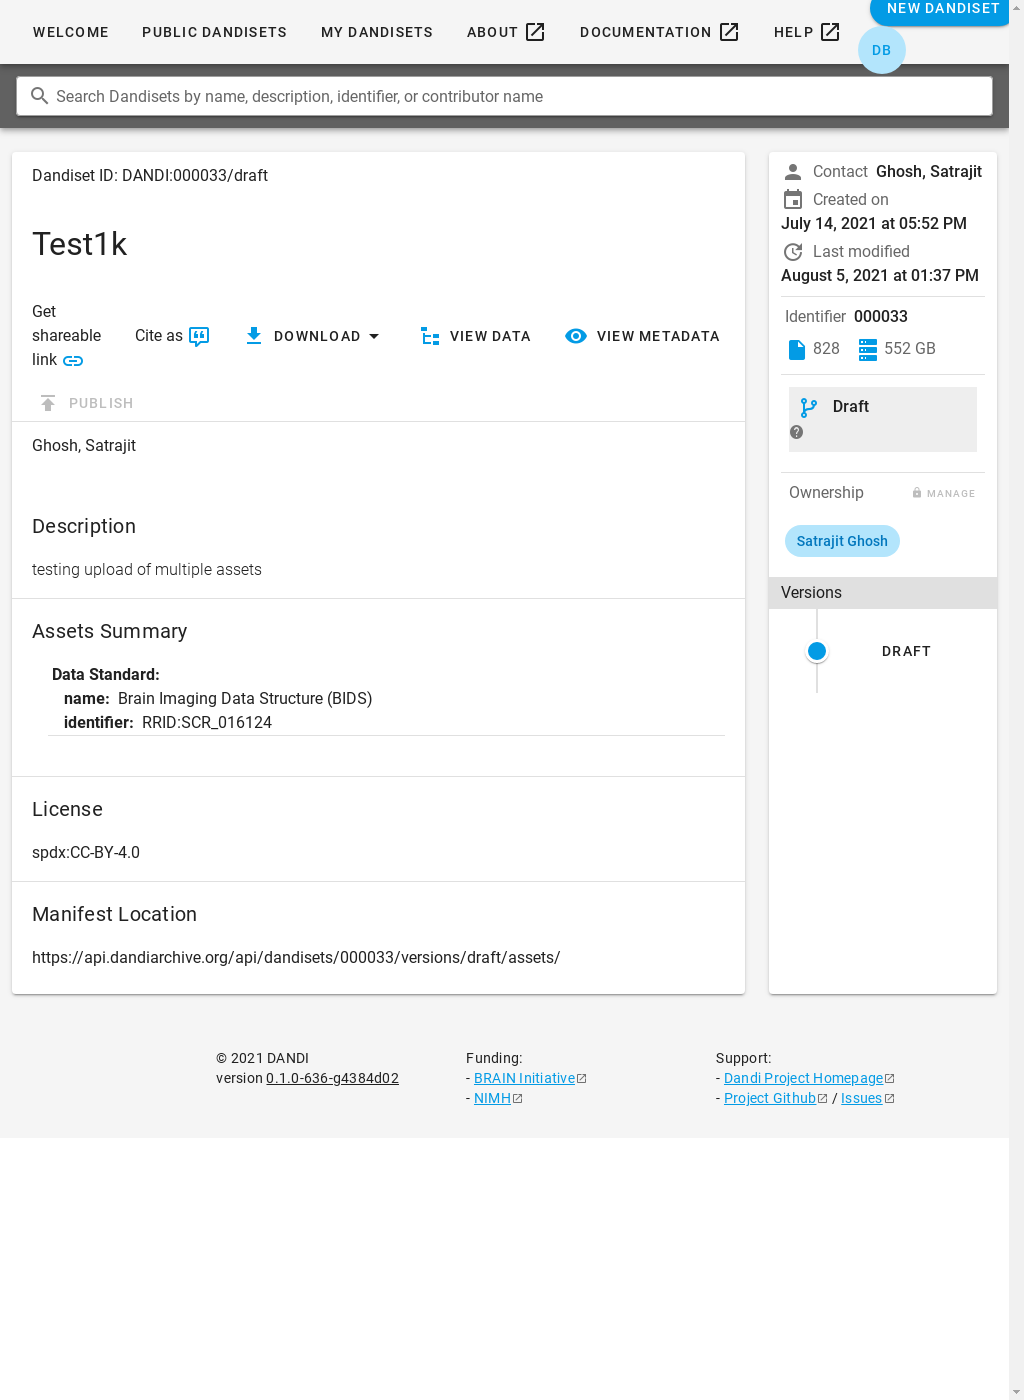 NEW DANDISET
WELCOME
PUBLIC DANDISETS
MY DANDISETS
ABOUT
DOCUMENTATION
HELP
DB
Search Dandisets by name, description, identifier, or contributor name
Dandiset ID: DANDI:000033/draft
Test1k
Get
shareable
link
Cite as
DOWNLOAD
VIEW DATA
VIEW METADATA
PUBLISH
Ghosh, Satrajit
Description
testing upload of multiple assets
Assets Summary
Data Standard:
name: Brain Imaging Data Structure (BIDS)
identifier: RRID:SCR_016124
License
spdx:CC-BY-4.0
Manifest Location
https://api.dandiarchive.org/api/dandisets/000033/versions/draft/assets/
Contact Ghosh, Satrajit
Created on
July 14, 2021 at 05:52 PM
Last modified
August 5, 2021 at 01:37 PM
Identifier 000033
828 552 GB
Draft
Ownership MANAGE
Satrajit Ghosh
Versions
DRAFT
© 2021 DANDI
version 0.1.0-636-g4384d02
Funding:
- BRAIN Initiative
- NIMH
Support:
- Dandi Project Homepage
- Project Github / Issues